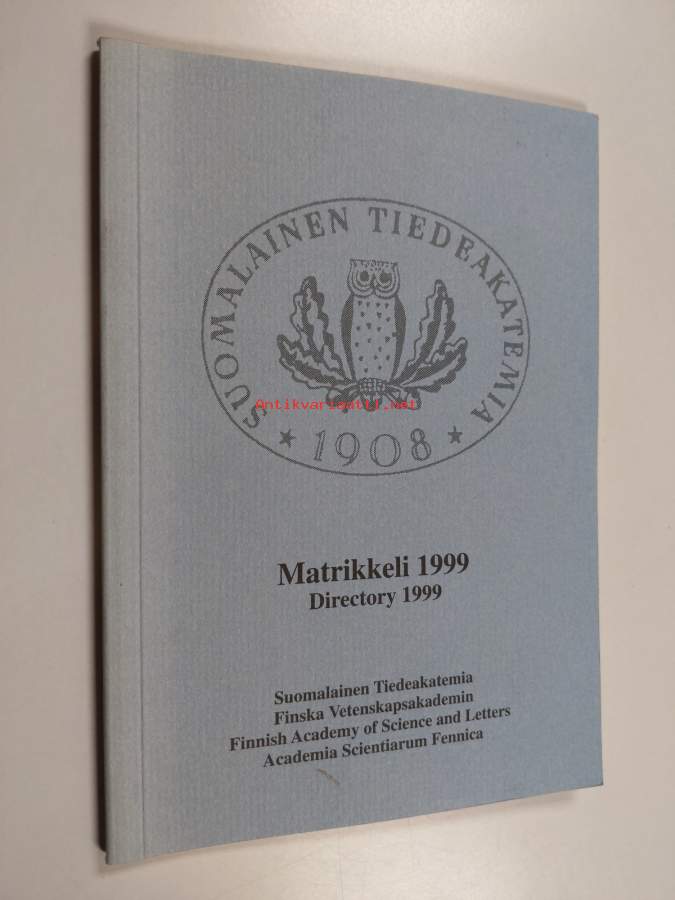 SUOMALAINEN TIEDEAKATEMIA
Antikvariaatti.net
★ 1908 ★
Matrikkeli 1999
Directory 1999
Suomalainen Tiedeakatemia
Finska Vetenskapsakademin
Finnish Academy of Science and Letters
Academia Scientiarum Fennica